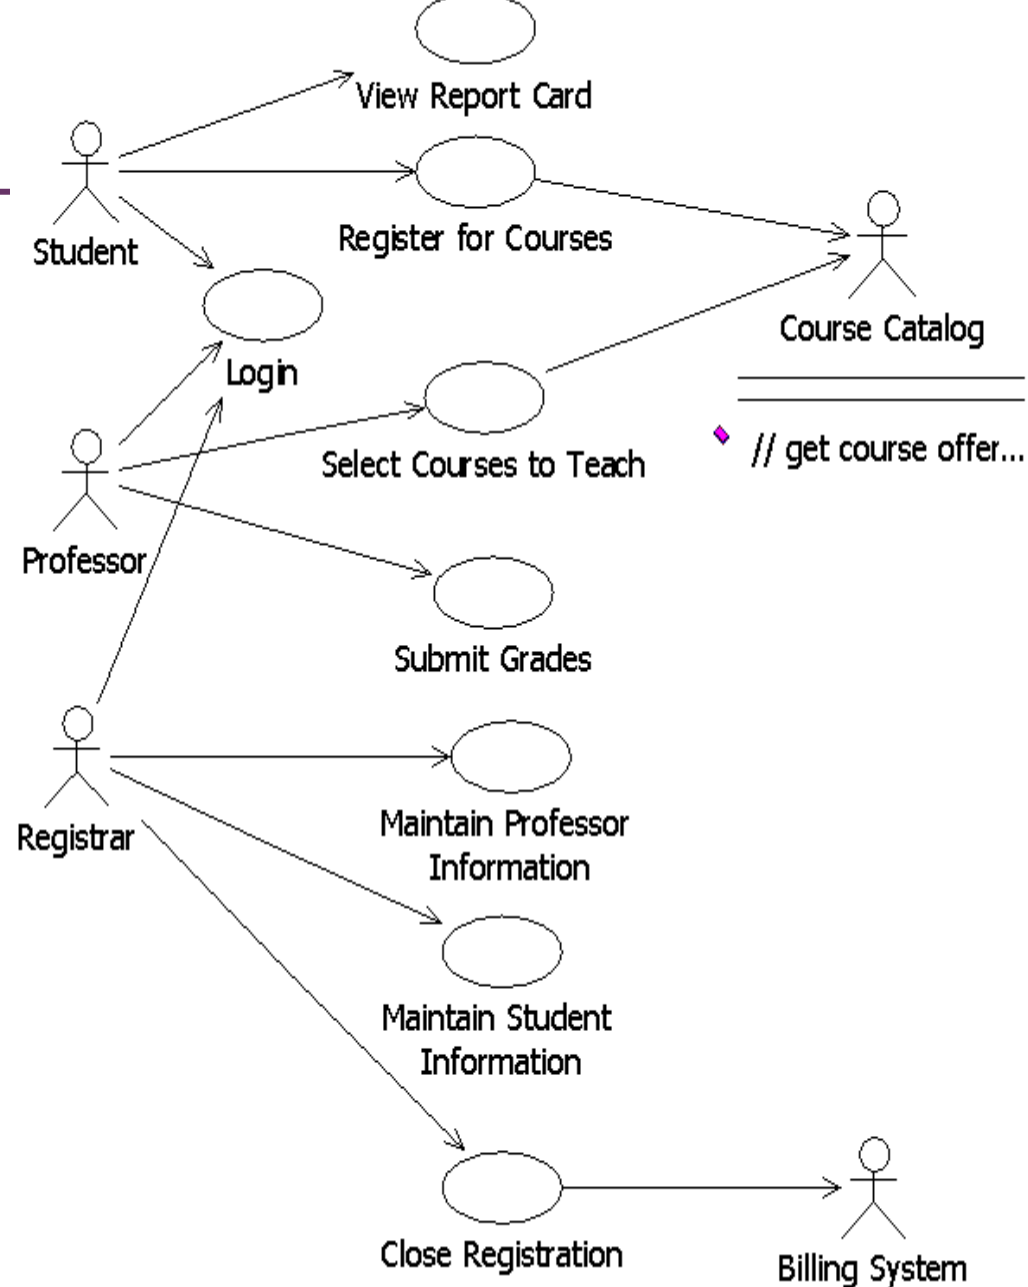 View Report Card
Student
Register for Courses
Course Catalog
Login
// get course offer...
Select Courses to Teach
Professor
Submit Grades
Registrar
Maintain Professor
Information
Maintain Student
Information
Close Registration
Billing System